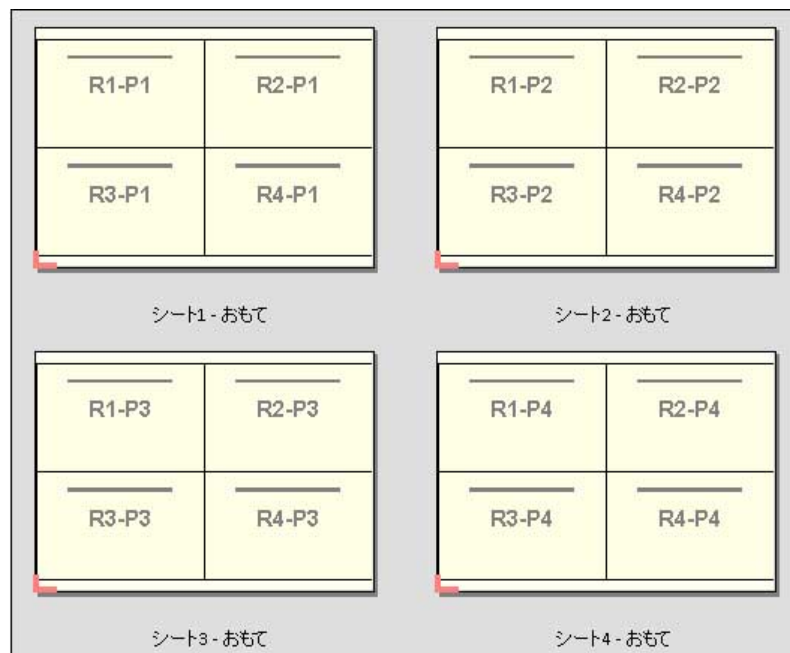 R1-P1 R2-P1
R3-P1 R4-P1
シート1 - おもて
R1-P2 R2-P2
R3-P2 R4-P2
シート2 - おもて
R1-P3 R2-P3
R3-P3 R4-P3
シート3 - おもて
R1-P4 R2-P4
R3-P4 R4-P4
シート4 - おもて